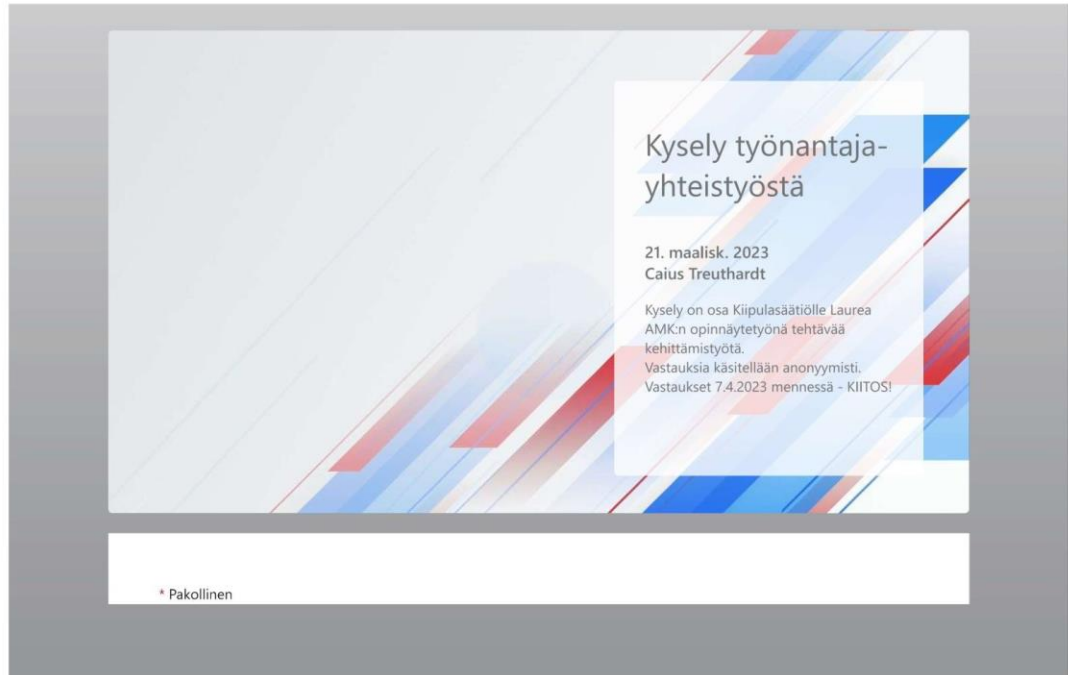 Kysely työnantaja-
yhteistyöstä
21. maalisk. 2023
Caius Treuthardt
Kysely on osa Kiipulasäätiölle Laurea
AMK:n opinnäytetyönä tehtävää
kehittämistyötä.
Vastauksia käsitellään anonyymisti.
Vastaukset 7.4.2023 mennessä - KIITOS!
* Pakollinen